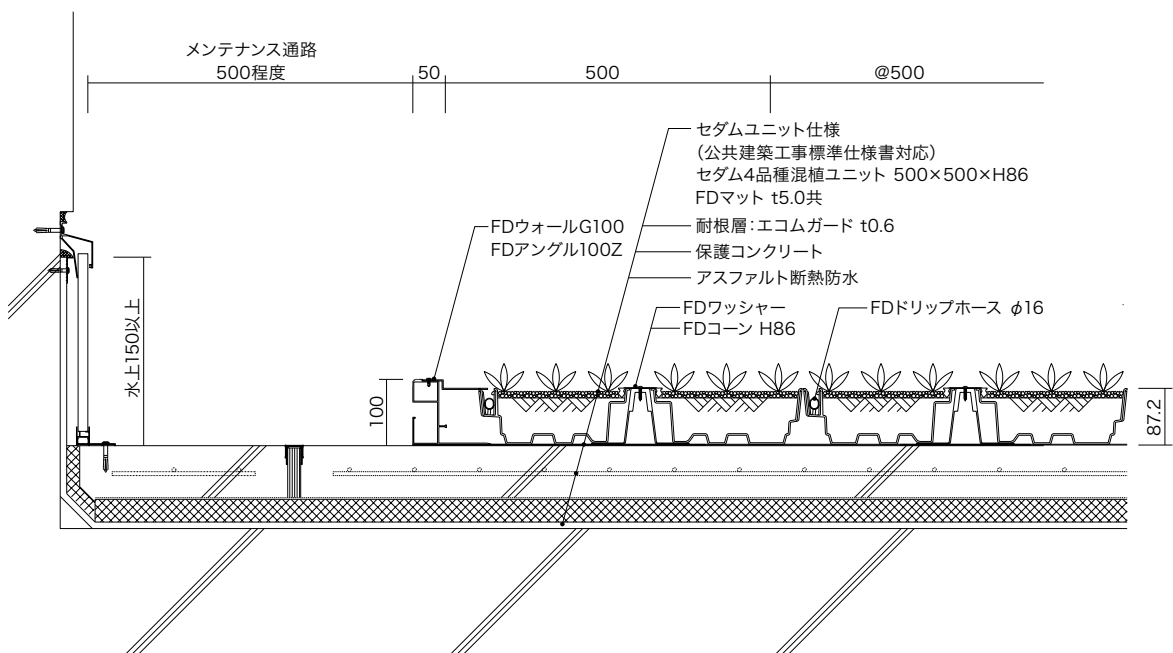 メンテナンス通路
500程度
50
500
@500
セダムユニット仕様
(公共建築工事標準仕様書対応)
セダム4品種混植ユニット 500×500×H86
FDマット t5.0共
耐根層:エコムガード t0.6
保護コンクリート
アスファルト断熱防水
FDウォールG100
FDアングル100Z
FDワッシャー
FDコーン H86
FDドリップホース φ16
水上150以上
100
87.2